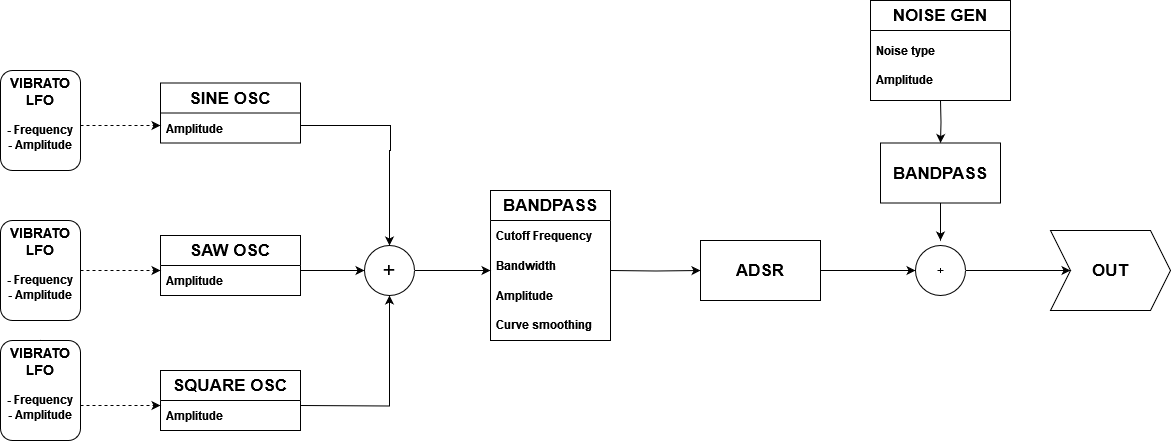 NOISE GEN
Noise type
Amplitude
VIBRATO
LFO
- Frequency
- Amplitude
SINE OSC
Amplitude
BANDPASS
VIBRATO
LFO
- Frequency
- Amplitude
SAW OSC
Amplitude
+
BANDPASS
Cutoff Frequency
Bandwidth
Amplitude
Curve smoothing
ADSR
+
OUT
VIBRATO
LFO
- Frequency
- Amplitude
SQUARE OSC
Amplitude